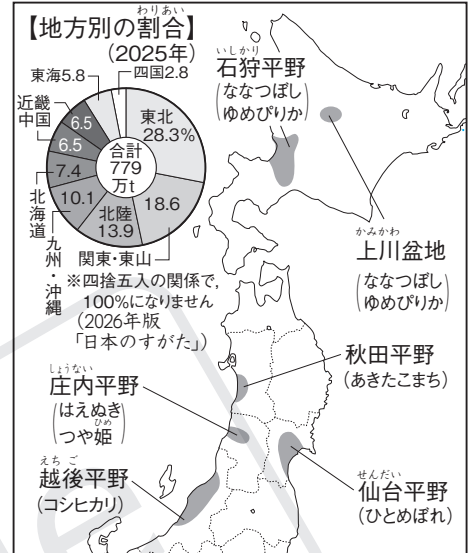 【地方別の割合】
わりあい
(2025年)
東海5.8
四国2.8
近畿
6.5
中国
6.5
北海道
7.4
九州・沖縄
10.1
北陸
13.9
関東・東山
18.6
東北
28.3%
合計
779
万t
※四捨五入の関係で，
100%になりません
(2026年版
「日本のすがた」)
いしかり
石狩平野
(ななつぼし
ゆめぴりか)
かみかわ
上川盆地
(ななつぼし
ゆめぴりか)
秋田平野
(あきたこまち)
しょうない
庄内平野
(はえぬき
つや姫)
ひめ
えちご
越後平野
(コシヒカリ)
せんだい
仙台平野
(ひとめぼれ)